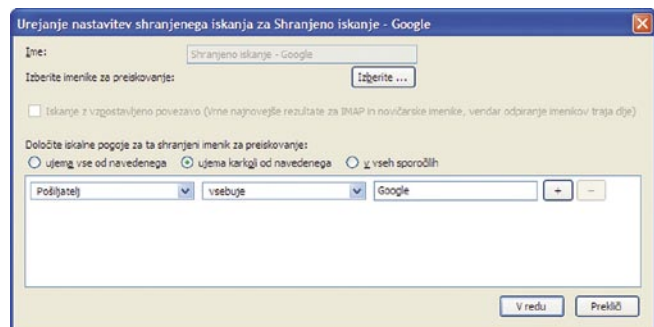 Urejanje nastavitev shranjenega iskanja za Shranjeno iskanje - Google
Ime: Shranjeno iskanje - Google
Izberite imenike za preiskovanje: Izberite ...
Iskanje z vzpostavljeno povezavo (Vrne najnovejše rezultate za IMAP in novičarske imenike, vendar odpiranje imenikov traja dlje)
Določite iskalne pogoje za ta shranjeni imenik za preiskovanje:
ujema vse od navedenega ujema karkoli od navedenega v vseh sporočilih
Pošiljatelj vsebuje Google + -
V redu Prekliči